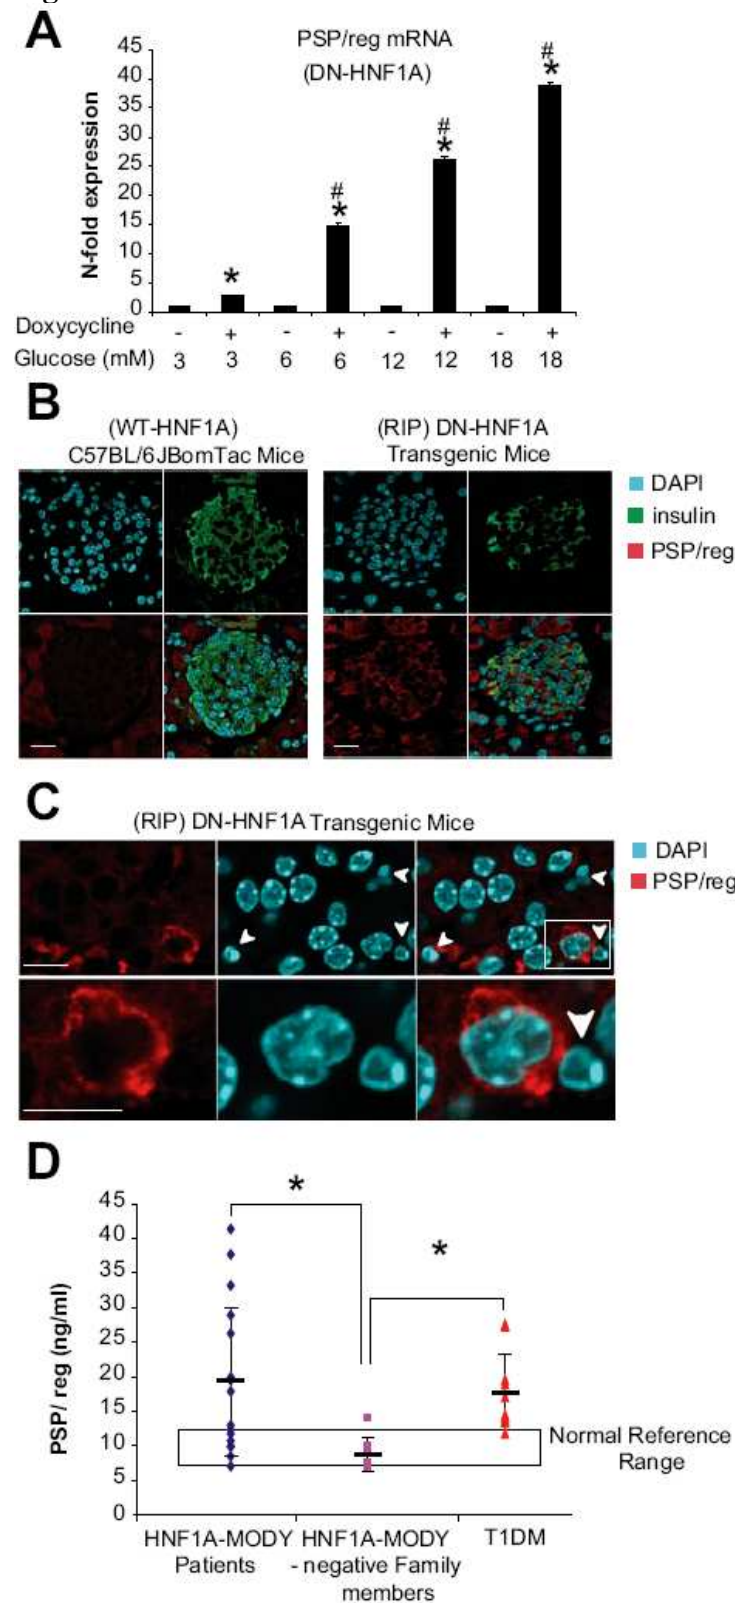 A
PSP/reg mRNA
(DN-HNF1A)
N-fold expression
45
40
35
30
25
20
15
10
5
0
*
#
*
#
*
#
*
Doxycycline - + - + - + - +
Glucose (mM) 3 3 6 6 12 12 18 18
B
(WT-HNF1A)
C57BL/6JBomTac Mice
(RIP) DN-HNF1A
Transgenic Mice
DAPI
insulin
PSP/reg
C
(RIP) DN-HNF1A Transgenic Mice
DAPI
PSP/reg
D
PSP/ reg (ng/ml)
45
40
35
30
25
20
15
10
5
0
*
*
Normal Reference
Range
HNF1A-MODY
Patients
HNF1A-MODY
- negative Family
members
T1DM